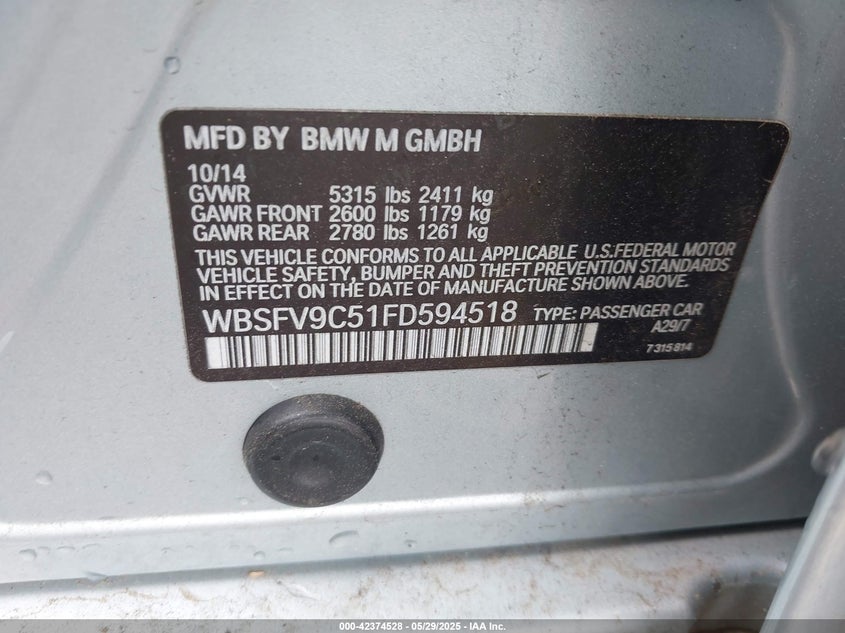 MFD BY BMW M GMBH
10/14
GVWR 5315 lbs 2411 kg
GAWR FRONT 2600 lbs 1179 kg
GAWR REAR 2780 lbs 1261 kg
THIS VEHICLE CONFORMS TO ALL APPLICABLE U.S.FEDERAL MOTOR
VEHICLE SAFETY, BUMPER AND THEFT PREVENTION STANDARDS
IN EFFECT ON THE DATE OF MANUFACTURE SHOWN ABOVE.
WBSFV9C51FD594518 TYPE: PASSENGER CAR
A29/7
7315814
000-42374528 - 05/29/2025 - IAA Inc.